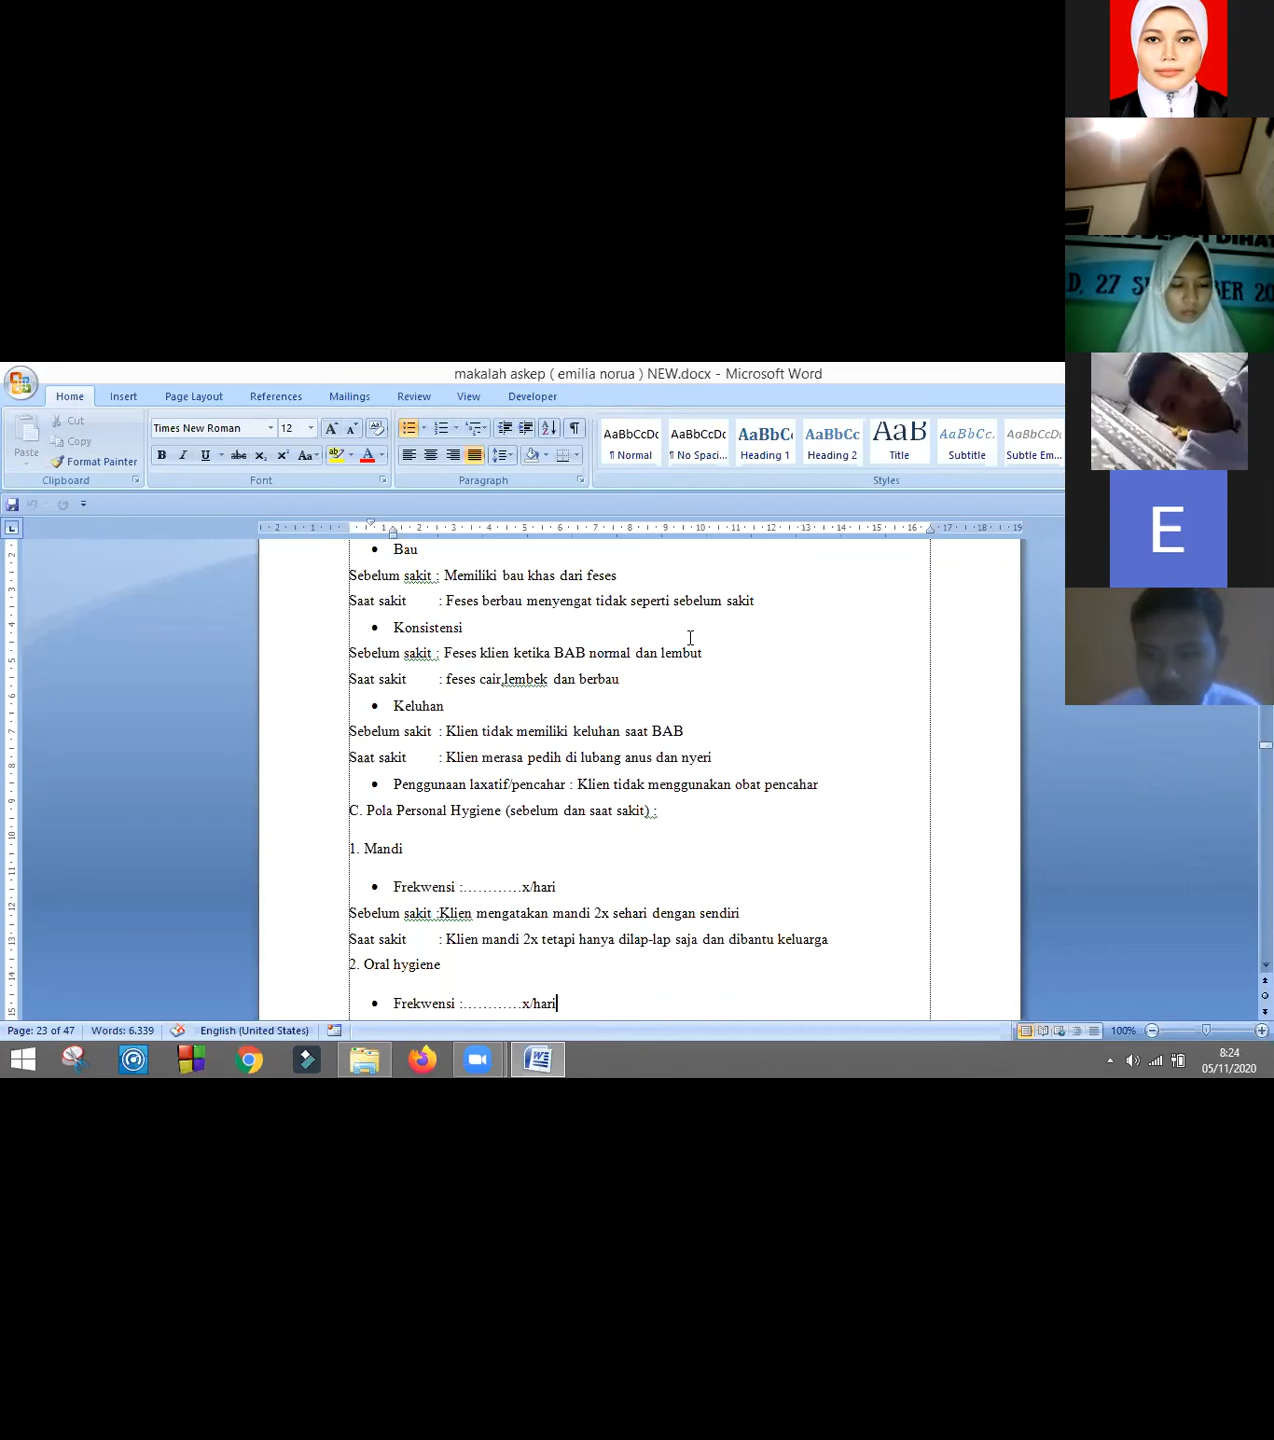 makalah askep ( emilia norua ) NEW.docx - Microsoft Word
Home Insert Page Layout References Mailings Review View Developer
Cut
Copy
Paste
Format Painter
Clipboard
Times New Roman 12
Font
Paragraph
AaBbCcDc AaBbCcDc AaBbC AaBbCc AaB AaBbCc. AaBbCcDc
¶ Normal ¶ No Spaci... Heading 1 Heading 2 Title Subtitle Subtle Em...
Styles
• Bau
Sebelum sakit : Memiliki bau khas dari feses
Saat sakit : Feses berbau menyengat tidak seperti sebelum sakit
• Konsistensi
Sebelum sakit : Feses klien ketika BAB normal dan lembut
Saat sakit : feses cair,lembek dan berbau
• Keluhan
Sebelum sakit : Klien tidak memiliki keluhan saat BAB
Saat sakit : Klien merasa pedih di lubang anus dan nyeri
• Penggunaan laxatif/pencahar : Klien tidak menggunakan obat pencahar
C. Pola Personal Hygiene (sebelum dan saat sakit) :
1. Mandi
• Frekwensi :…………x/hari
Sebelum sakit :Klien mengatakan mandi 2x sehari dengan sendiri
Saat sakit : Klien mandi 2x tetapi hanya dilap-lap saja dan dibantu keluarga
2. Oral hygiene
• Frekwensi :…………x/hari
Page: 23 of 47 Words: 6.339 English (United States) 100%
8:24
05/11/2020
D, 27 S BER 20
E